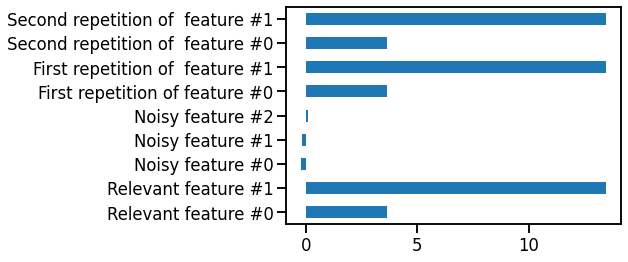 Second repetition of  feature #1
Second repetition of  feature #0
First repetition of  feature #1
First repetition of feature #0
Noisy feature #2
Noisy feature #1
Noisy feature #0
Relevant feature #1
Relevant feature #0
0 5 10